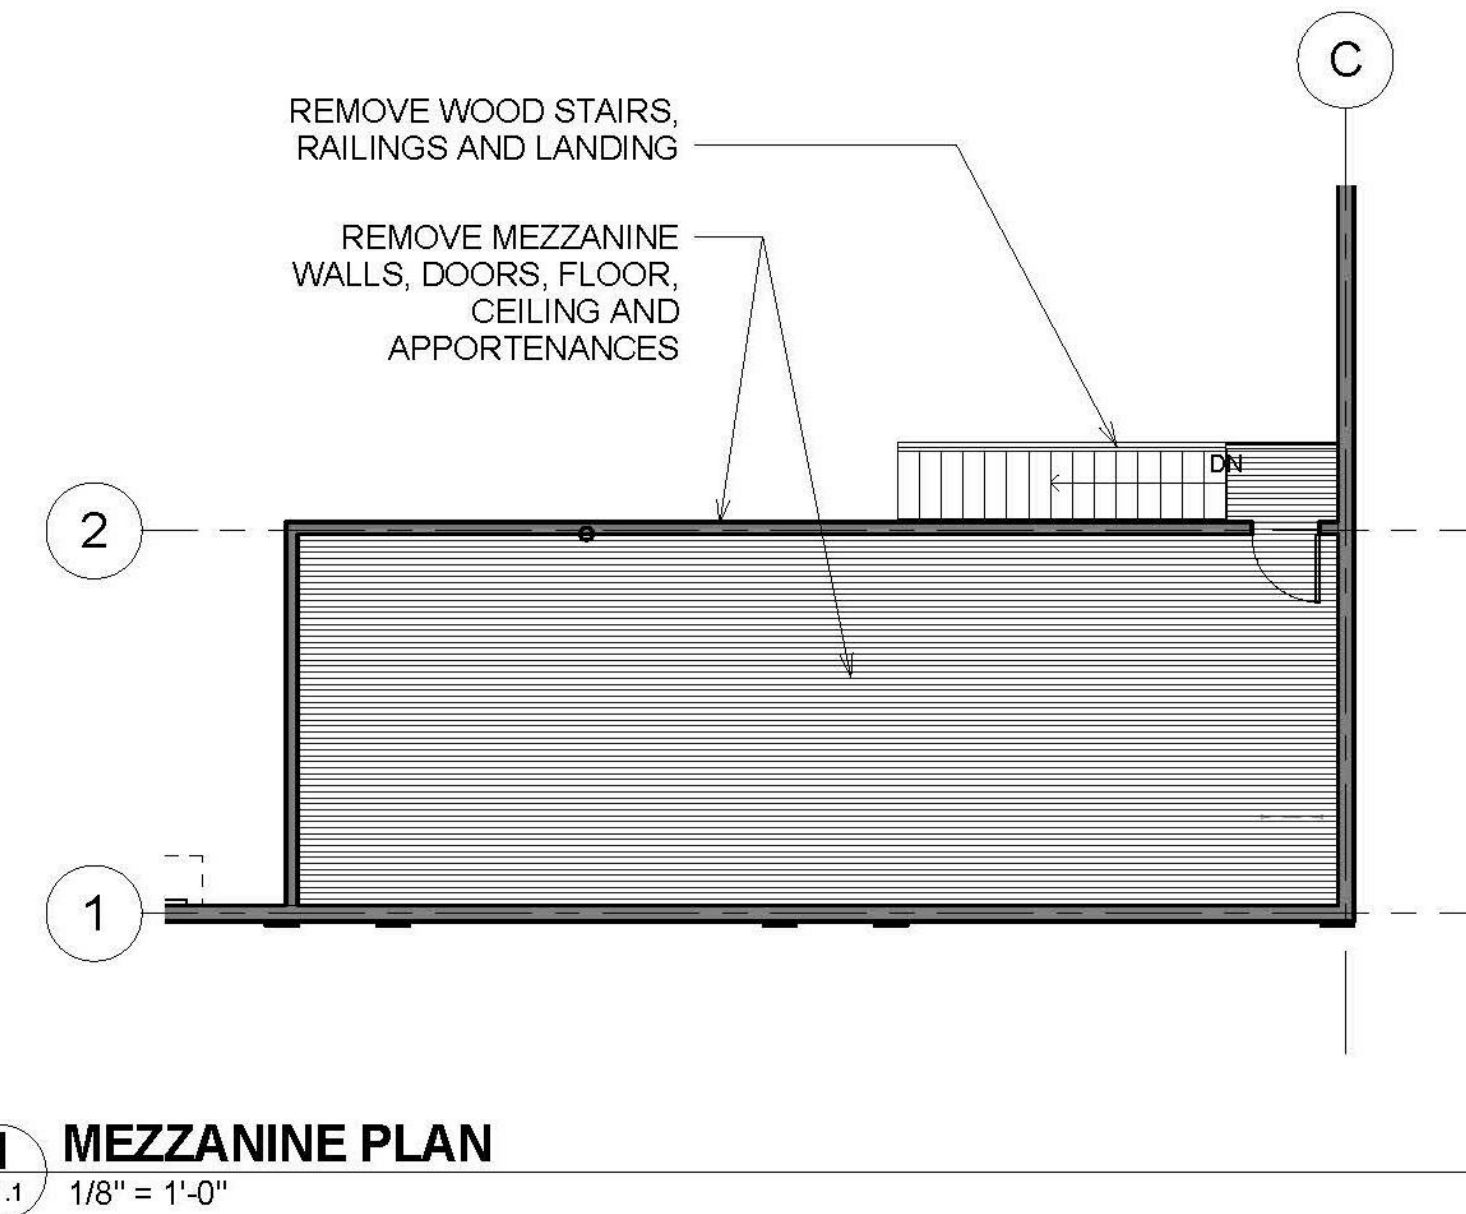 C
REMOVE WOOD STAIRS,
RAILINGS AND LANDING
REMOVE MEZZANINE
WALLS, DOORS, FLOOR,
CEILING AND
APPORTENANCES
DN
2
1
MEZZANINE PLAN
.1
1/8" = 1'-0"